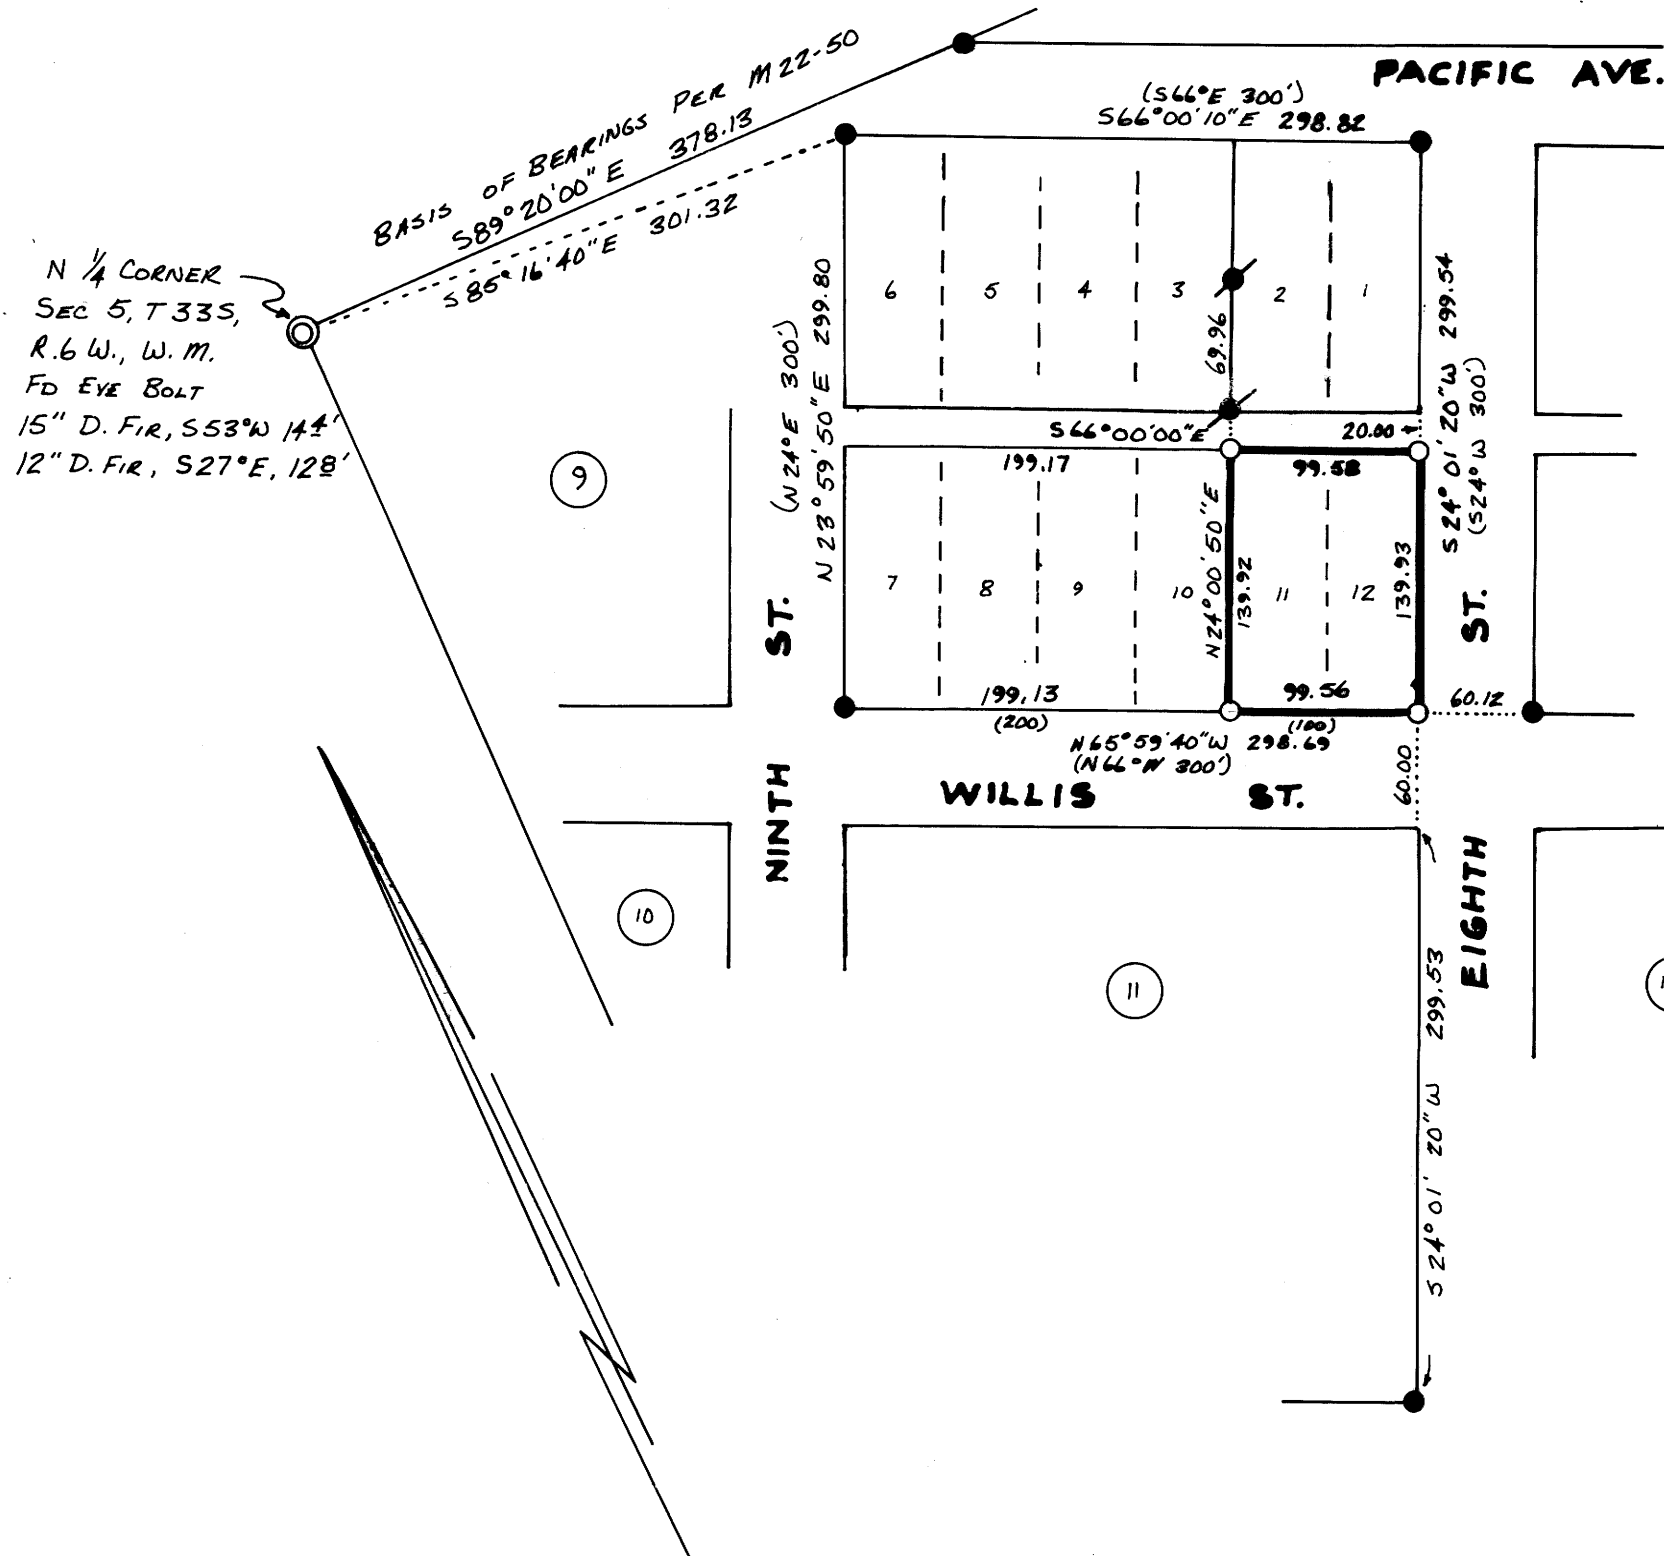 BASIS OF BEARINGS PER M22-50
S89°20'00"E 378.13
S85°16'40"E 301.32
PACIFIC AVE.
(S66°E 300')
S66°00'10"E 298.82
N 1/4 CORNER
SEC 5, T33S,
R.6W., W.M.
FD EYE BOLT
15" D. FIR, S53°W 14.4'
12" D. FIR, S27°E, 12.8'
6
5
4
3
2
1
69.96
(N24°E 300')
N23°59'50"E 299.80
S24°01'20"W 299.54
(S24°W 300')
S66°00'00"E
20.00
199.17
99.58
9
7
8
9
10
11
12
N24°00'50"E
139.92
139.93
199.13
(200)
99.56
(100)
60.12
N65°59'40"W 298.69
(N66°W 300')
60.00
WILLIS ST.
NINTH ST.
EIGHTH ST.
10
11
S24°01'20"W 299.53